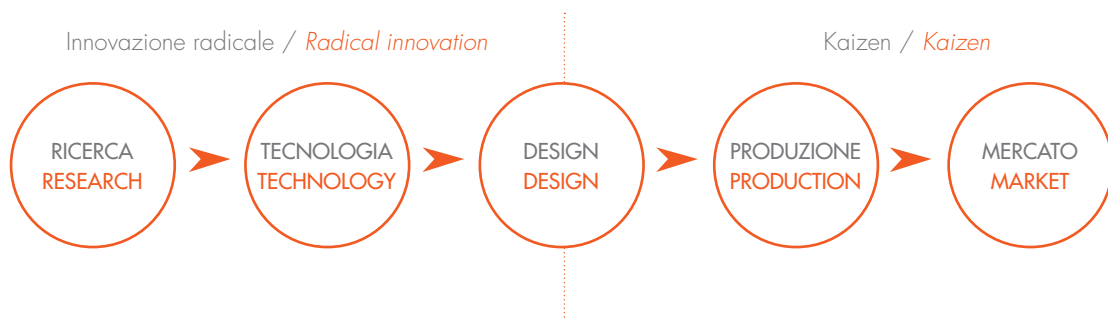 Innovazione radicale / Radical innovation
Kaizen / Kaizen
RICERCA
RESEARCH
TECNOLOGIA
TECHNOLOGY
DESIGN
DESIGN
PRODUZIONE
PRODUCTION
MERCATO
MARKET